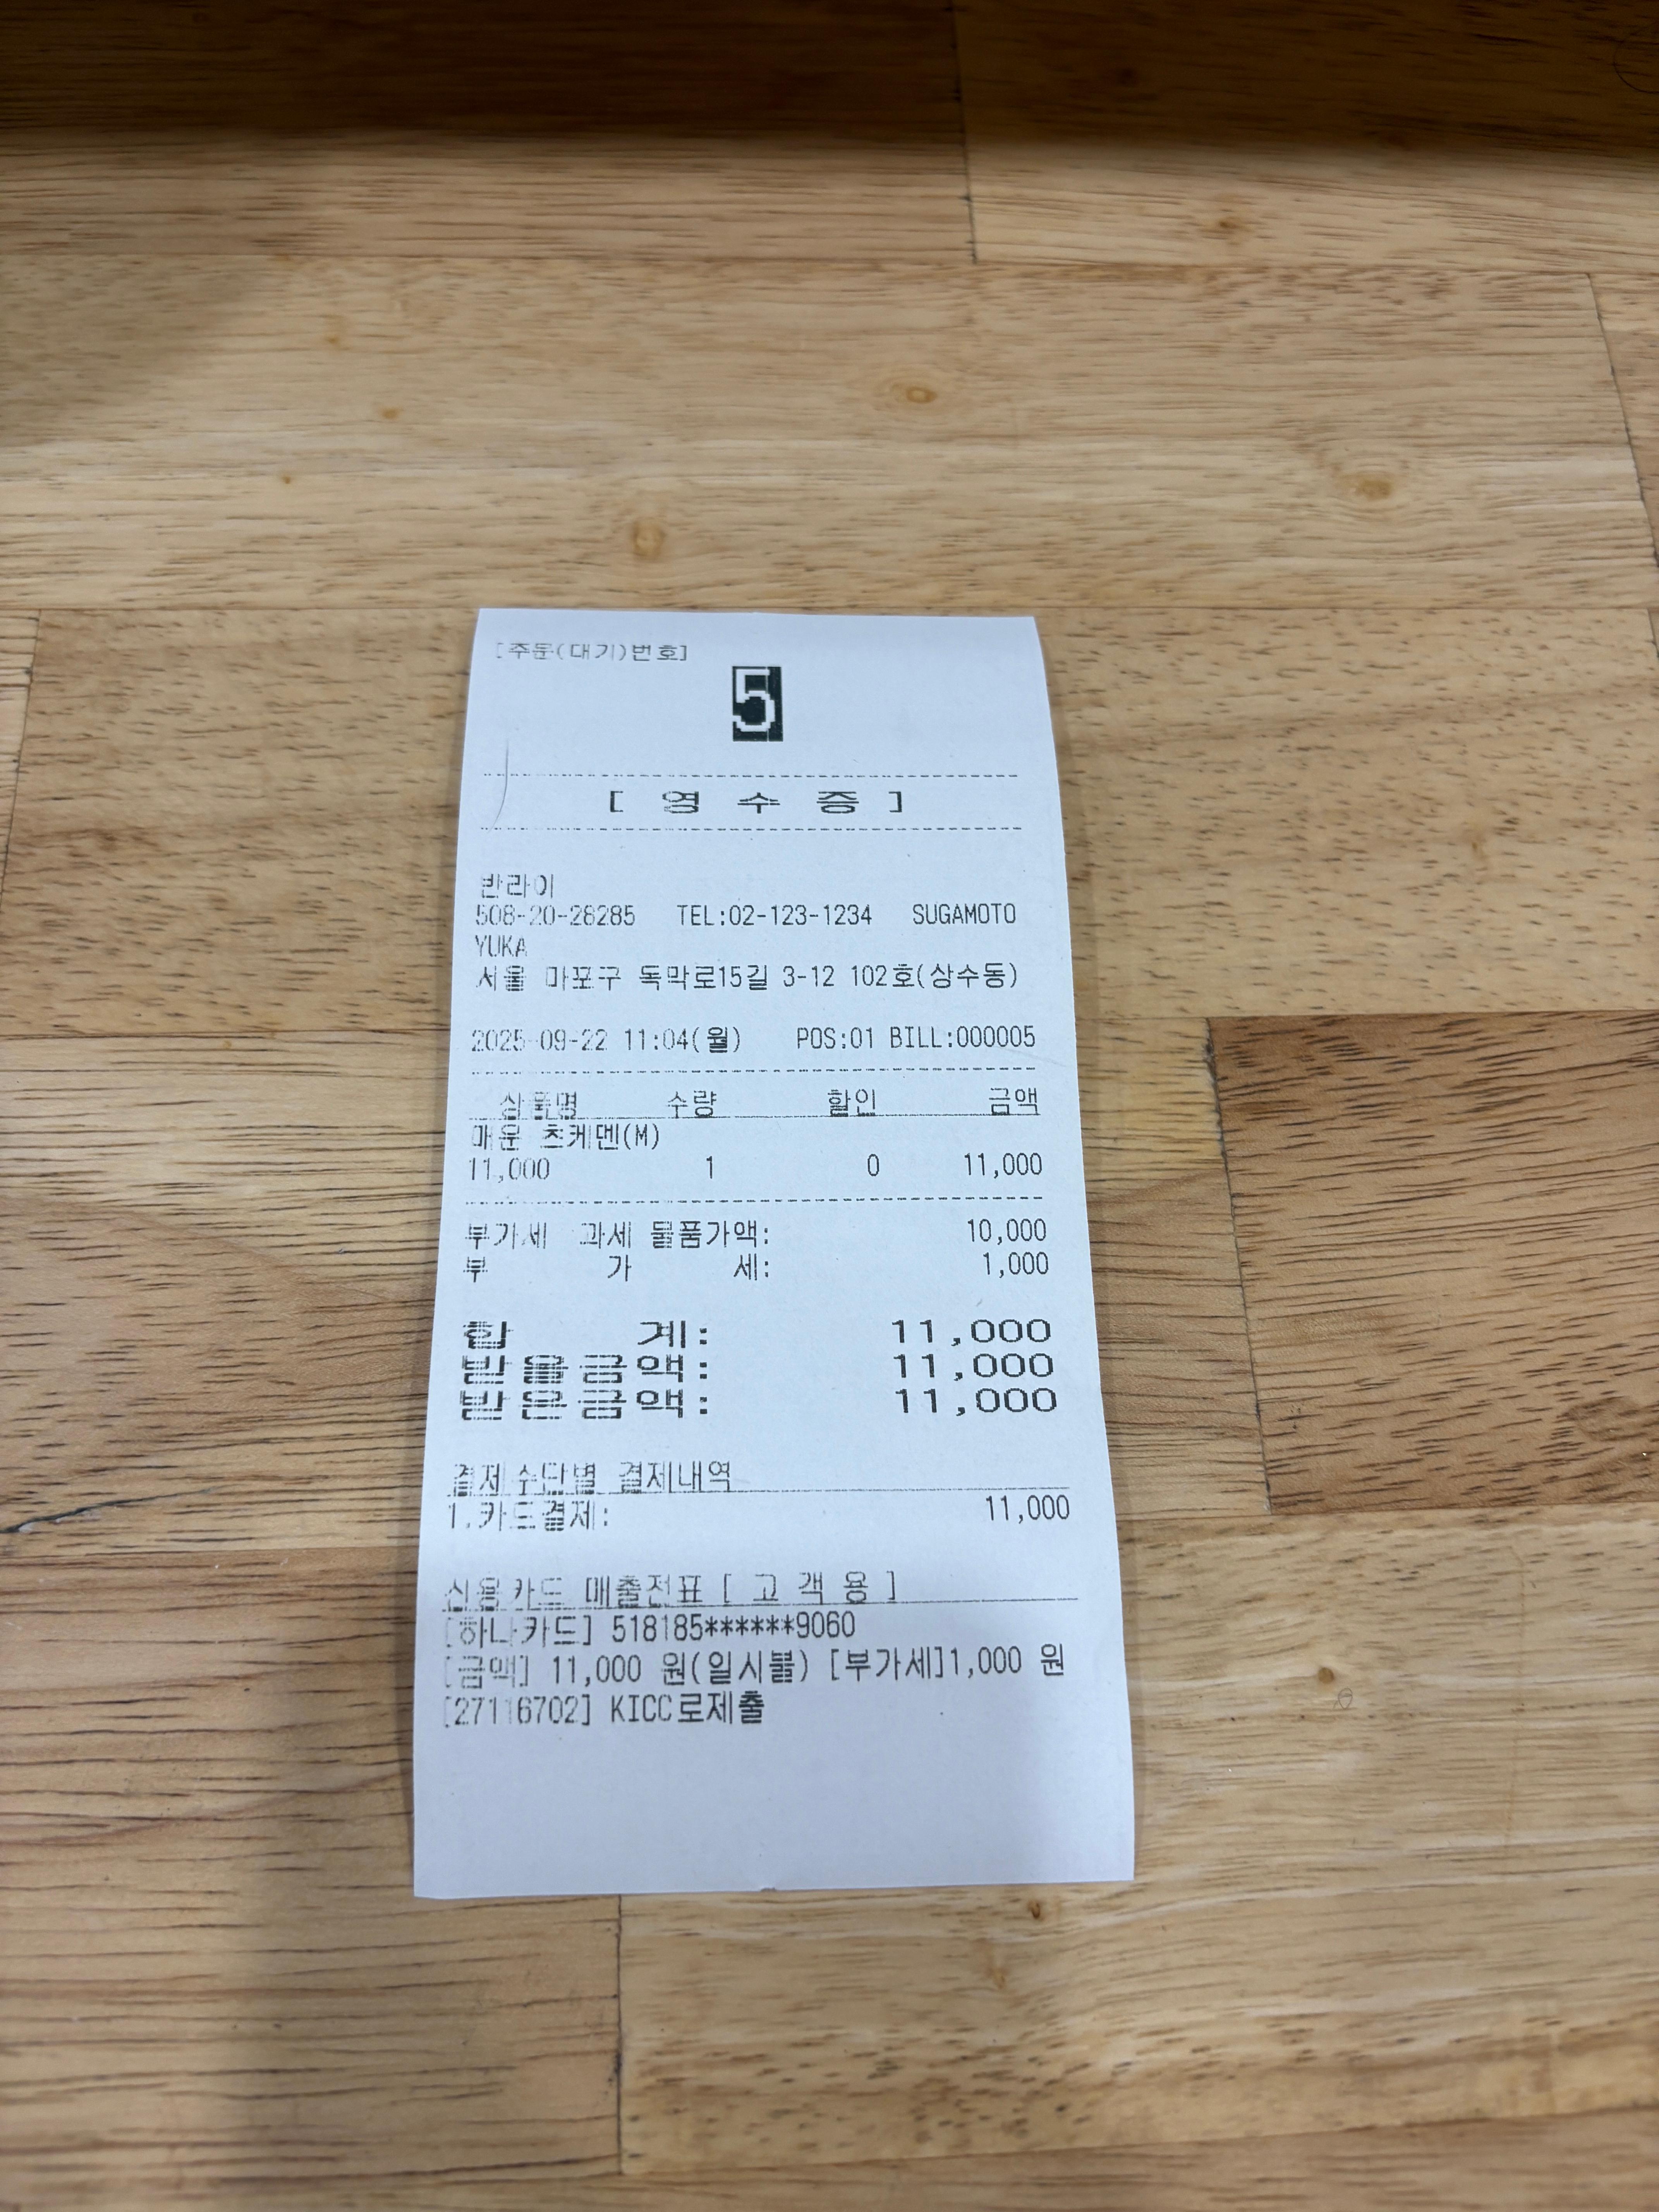 [주문(대기)번호]
5
[ 영 수 증 ]
반라이
508-20-28285 TEL:02-123-1234 SUGAMOTO
YUKA
서울 마포구 독막로15길 3-12 102호(상수동)
2025-09-22 11:04(월) POS:01 BILL:000005
상품명 수량 할인 금액
매운 츠케멘(M)
11,000 1 0 11,000
부가세 과세 물품가액: 10,000
부 가 세: 1,000
합 계: 11,000
받을금액: 11,000
받은금액: 11,000
결제수단별 결제내역
1.카드결제: 11,000
신용카드 매출전표 [ 고 객 용 ]
[하나카드] 518185******9060
[금액] 11,000 원(일시불) [부가세]1,000 원
[27116702] KICC로제출